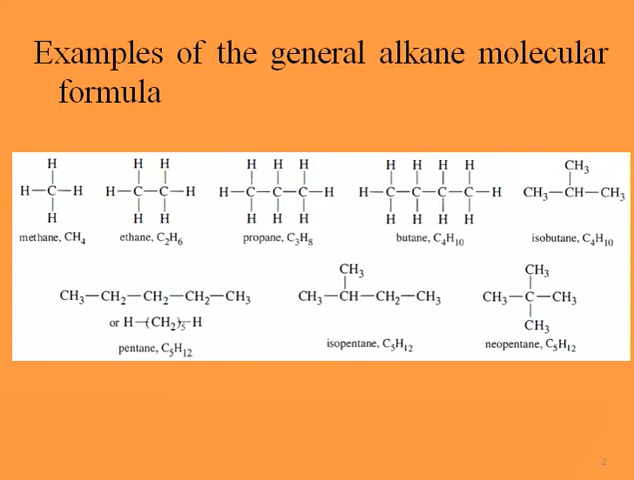 Examples of the general alkane molecular
formula
H H H H H H H H H H CH₃
H—C—H H—C—C—H H—C—C—C—H H—C—C—C—C—H CH₃—CH—CH₃
H H H H H H H H H H
methane, CH₄ ethane, C₂H₆ propane, C₃H₈ butane, C₄H₁₀ isobutane, C₄H₁₀
CH₃ CH₃
CH₃—CH₂—CH₂—CH₂—CH₃ CH₃—CH—CH₂—CH₃ CH₃—C—CH₃
or H—(CH₂)₅—H CH₃
pentane, C₅H₁₂ isopentane, C₅H₁₂ neopentane, C₅H₁₂
2